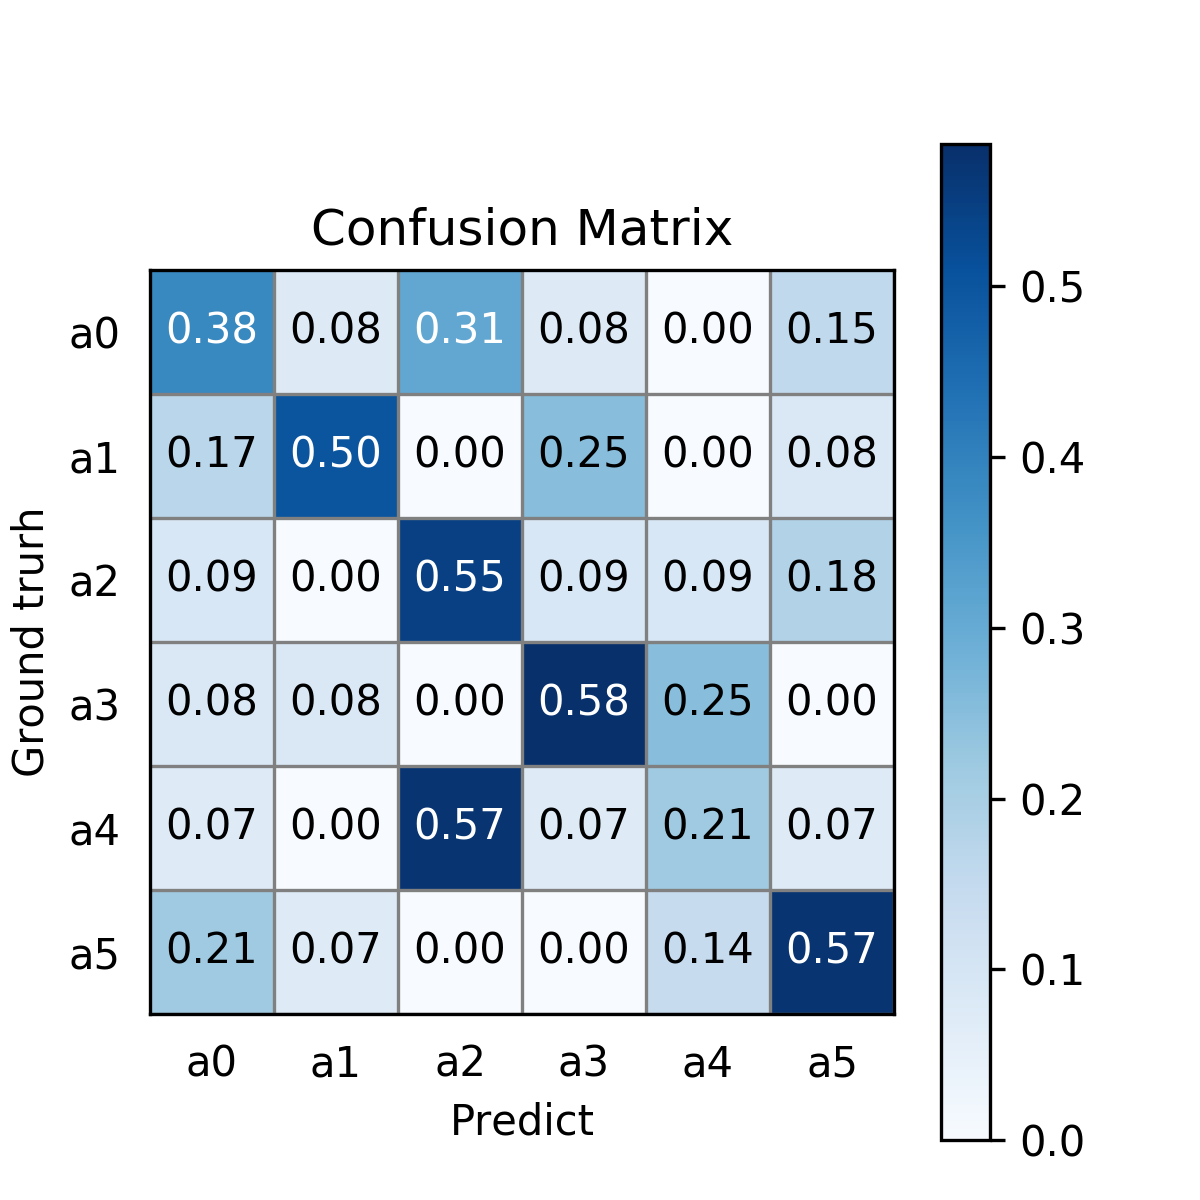 Confusion Matrix
a0 0.38 0.08 0.31 0.08 0.00 0.15
a1 0.17 0.50 0.00 0.25 0.00 0.08
a2 0.09 0.00 0.55 0.09 0.09 0.18
a3 0.08 0.08 0.00 0.58 0.25 0.00
a4 0.07 0.00 0.57 0.07 0.21 0.07
a5 0.21 0.07 0.00 0.00 0.14 0.57
a0 a1 a2 a3 a4 a5
Predict
Ground trurh
0.5
0.4
0.3
0.2
0.1
0.0